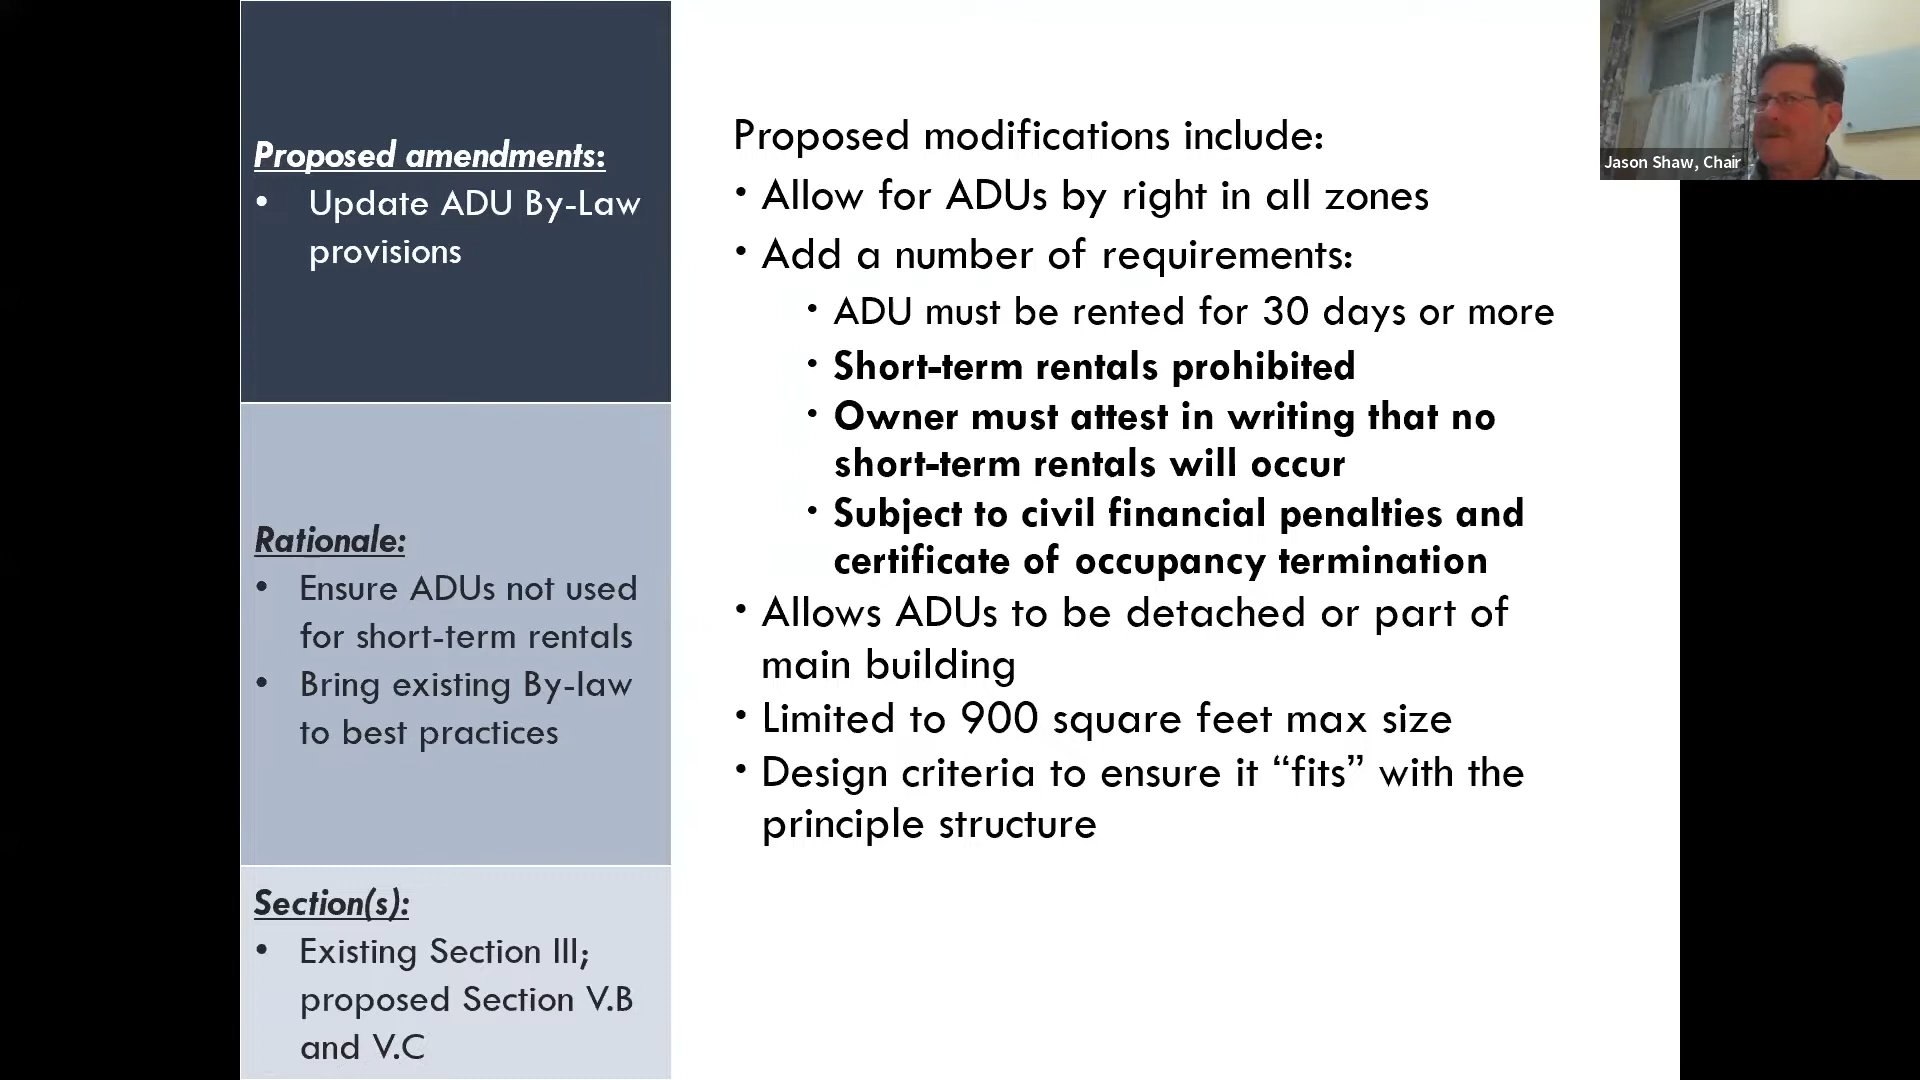 Proposed amendments:
• Update ADU By-Law
provisions
Rationale:
• Ensure ADUs not used
for short-term rentals
• Bring existing By-law
to best practices
Section(s):
• Existing Section III;
proposed Section V.B
and V.C
Proposed modifications include:
• Allow for ADUs by right in all zones
• Add a number of requirements:
• ADU must be rented for 30 days or more
• Short-term rentals prohibited
• Owner must attest in writing that no
short-term rentals will occur
• Subject to civil financial penalties and
certificate of occupancy termination
• Allows ADUs to be detached or part of
main building
• Limited to 900 square feet max size
• Design criteria to ensure it “fits” with the
principle structure
Jason Shaw, Chair